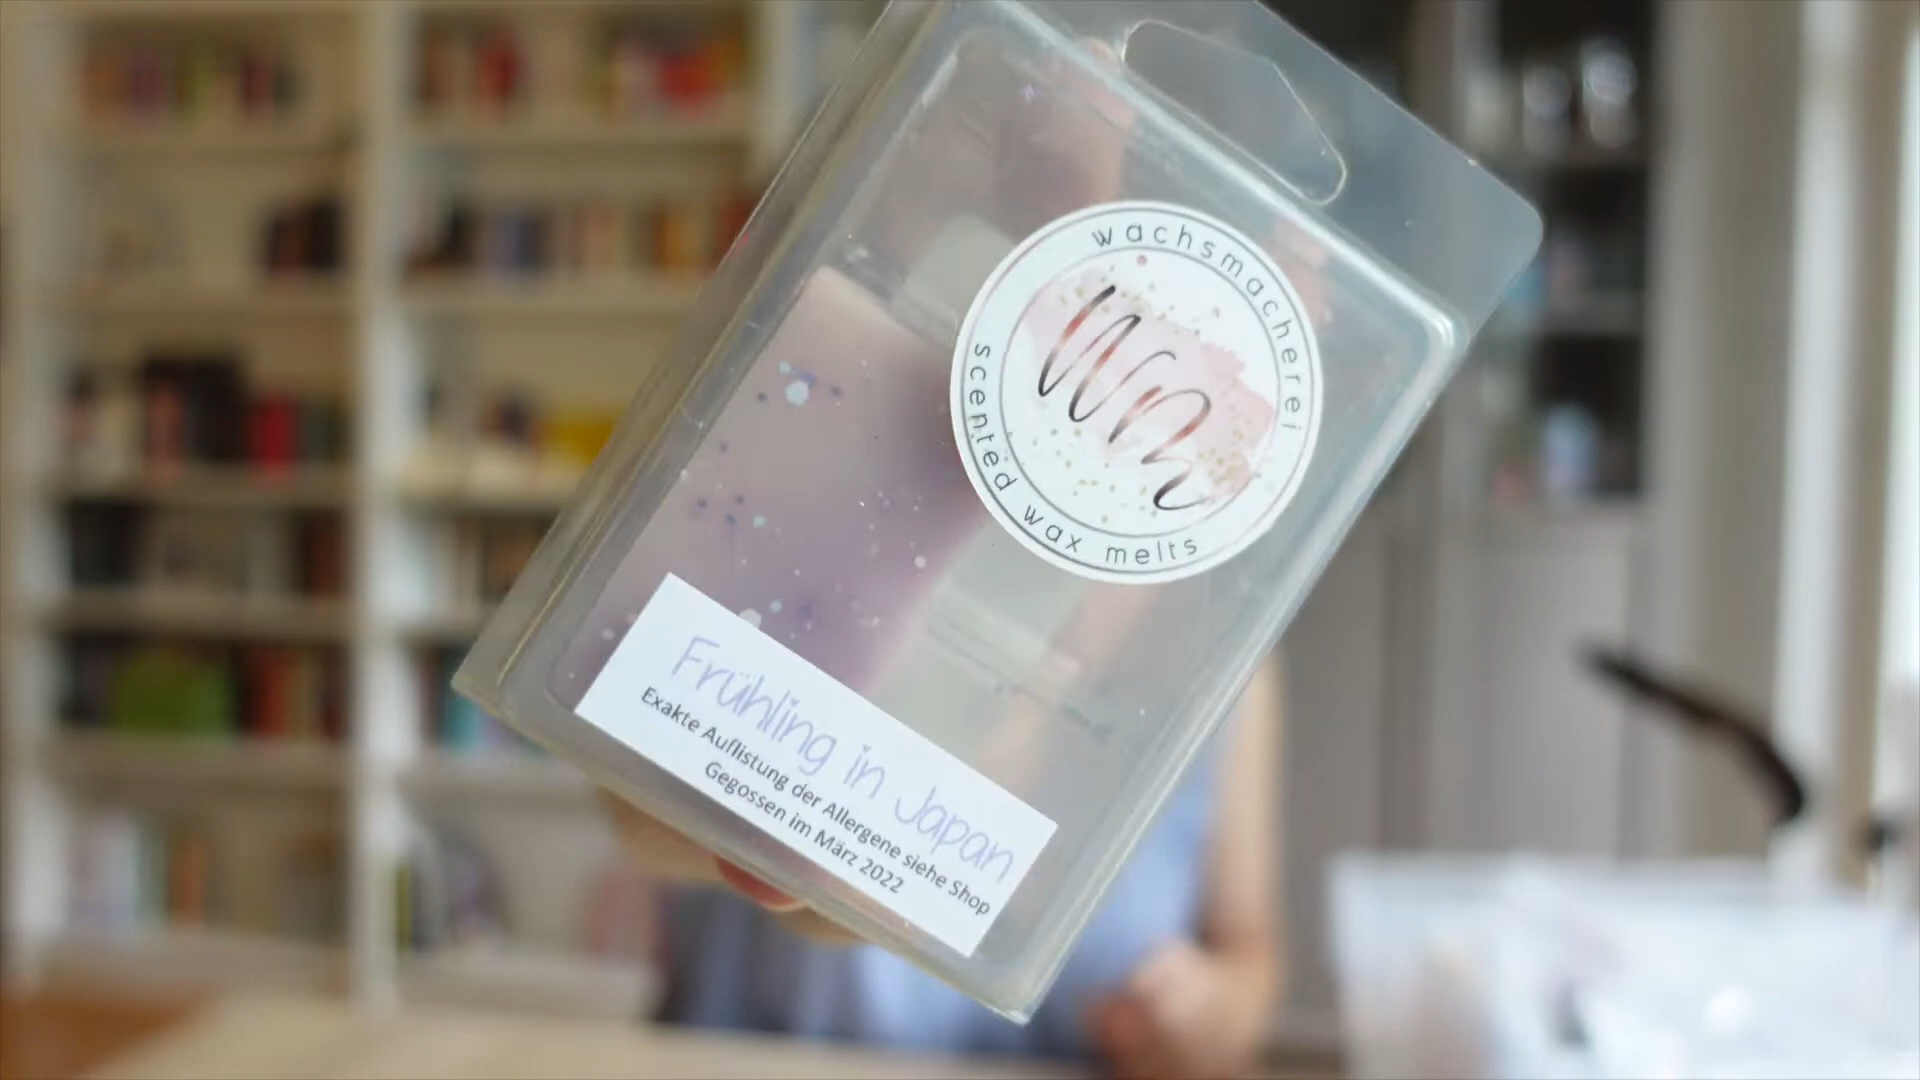 wachsmacherei
wm
scented wax melts
Frühling in Japan
Exakte Auflistung der Allergene siehe Shop
Gegossen im März 2022